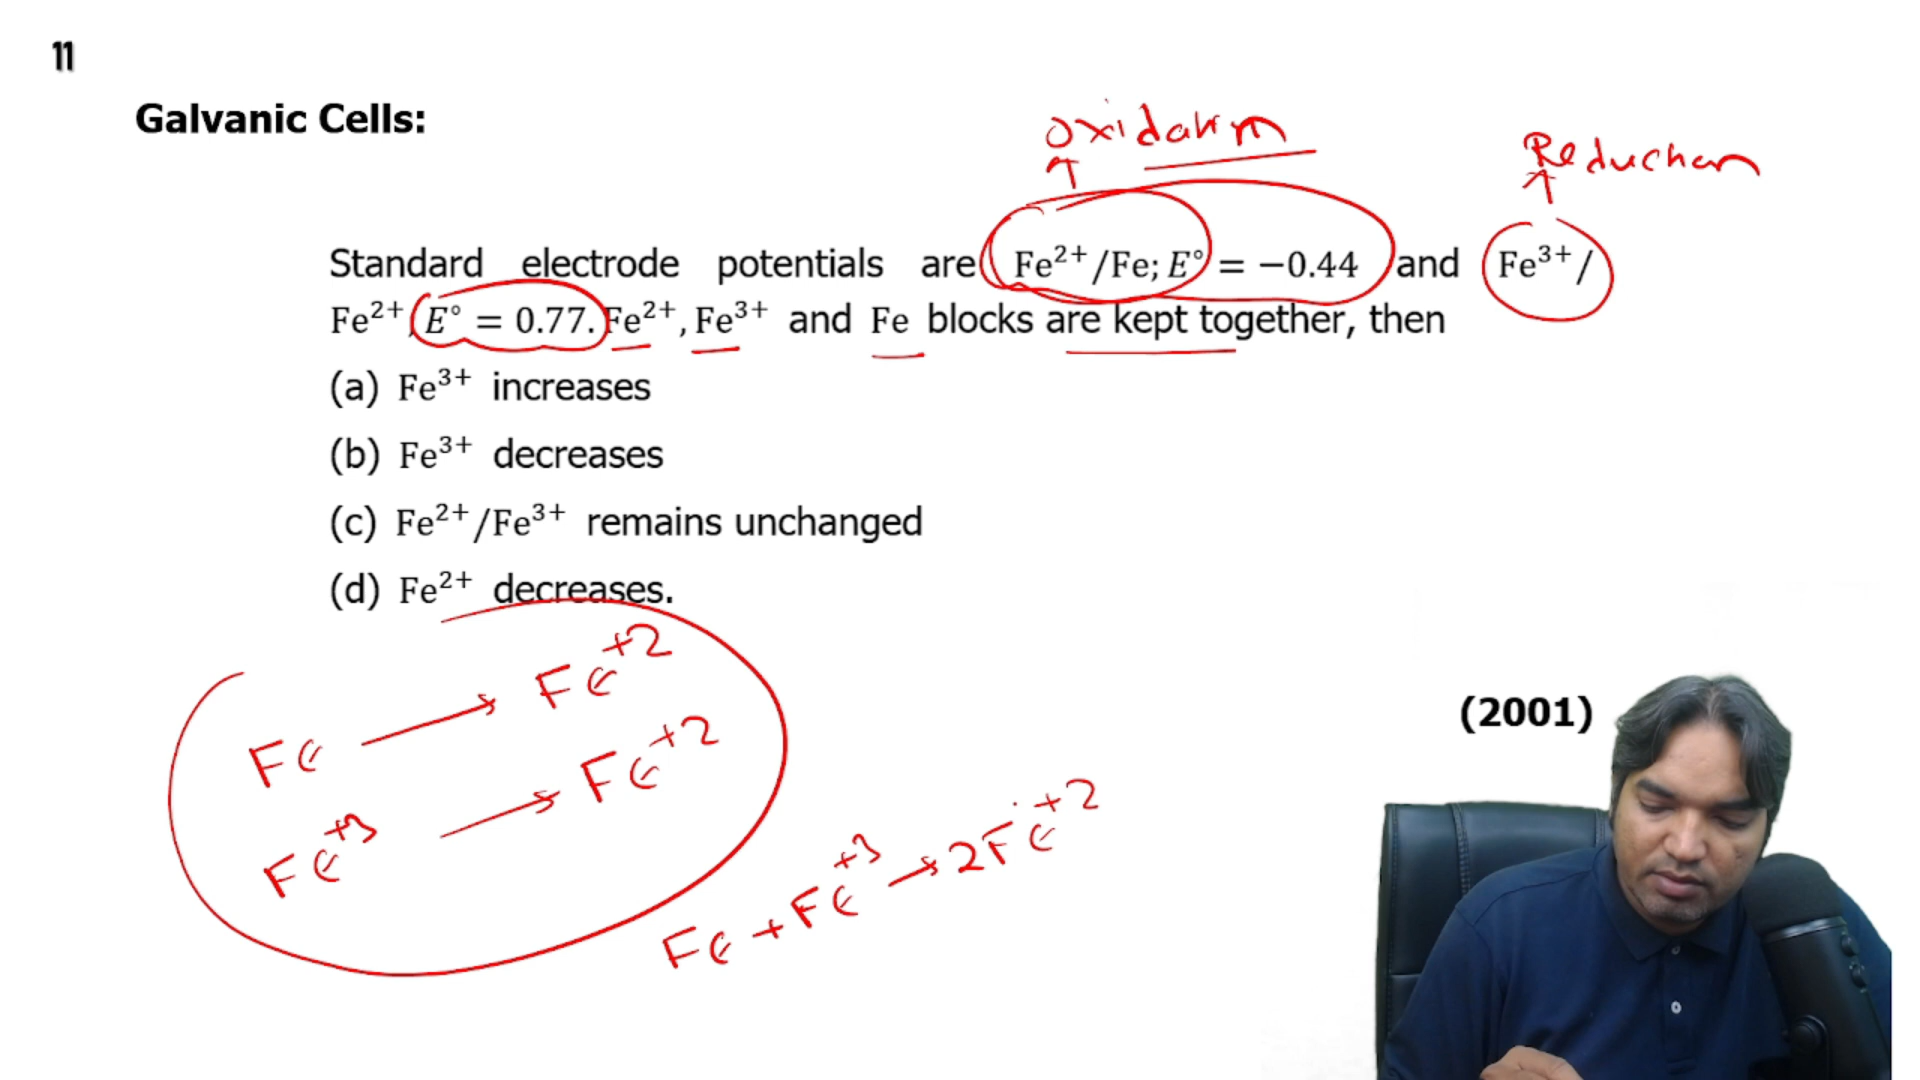 11
Galvanic Cells:
Oxidation
Reduction
Standard electrode potentials are Fe²⁺/Fe; E° = −0.44 and Fe³⁺/
Fe²⁺, E° = 0.77. Fe²⁺, Fe³⁺ and Fe blocks are kept together, then
(a) Fe³⁺ increases
(b) Fe³⁺ decreases
(c) Fe²⁺/Fe³⁺ remains unchanged
(d) Fe²⁺ decreases.
Fe → Fe⁺²
Fe⁺³ → Fe⁺²
(2001)
Fe + Fe⁺³ → 2Fe⁺²